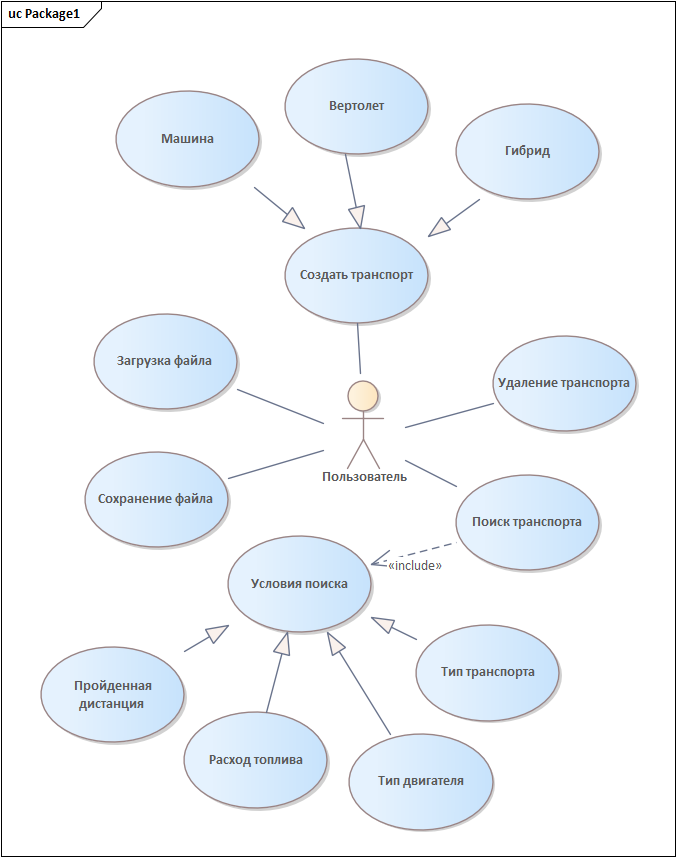 uc Package1
Вертолет
Машина
Гибрид
Создать транспорт
Загрузка файла
Удаление транспорта
Пользователь
Сохранение файла
Поиск транспорта
«include»
Условия поиска
Тип транспорта
Пройденная
дистанция
Расход топлива
Тип двигателя